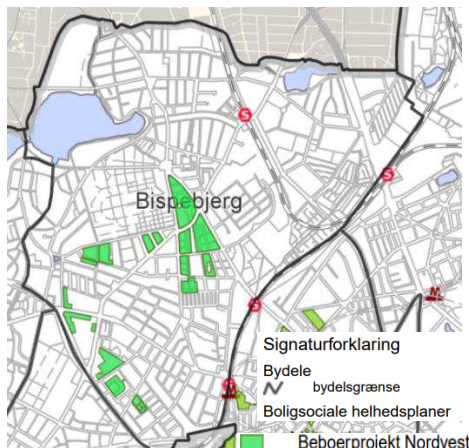 S
S
Bispebjerg
M
S
Signaturforklaring
Bydele
bydelsgrænse
M
Boligsociale helhedsplaner
Beboerprojekt Nordvest